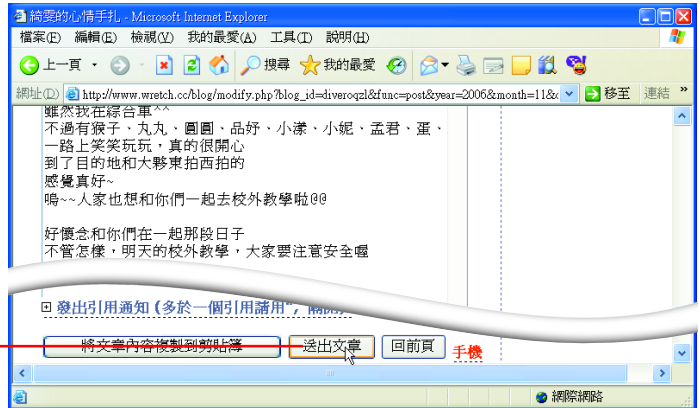 綺雯的心情手扎 - Microsoft Internet Explorer
檔案(F) 編輯(E) 檢視(V) 我的最愛(A) 工具(T) 說明(H)
上一頁 搜尋 我的最愛
網址(D) http://www.wretch.cc/blog/modify.php?blog_id=diveroqzl&func=post&year=2006&month=11& 移至 連結 »
雖然我在綜合車^^
不過有猴子、丸丸、圓圓、品妤、小漾、小妮、孟君、蛋、
一路上笑笑玩玩，真的很開心
到了目的地和大夥東拍西拍的
感覺真好~
嗚~~人家也想和你們一起去校外教學啦@@
好懷念和你們在一起那段日子
不管怎樣，明天的校外教學，大家要注意安全喔
發出引用通知 (多於一個引用請用
將文章內容複製到剪貼簿 送出文章 回前頁 手機
網際網路